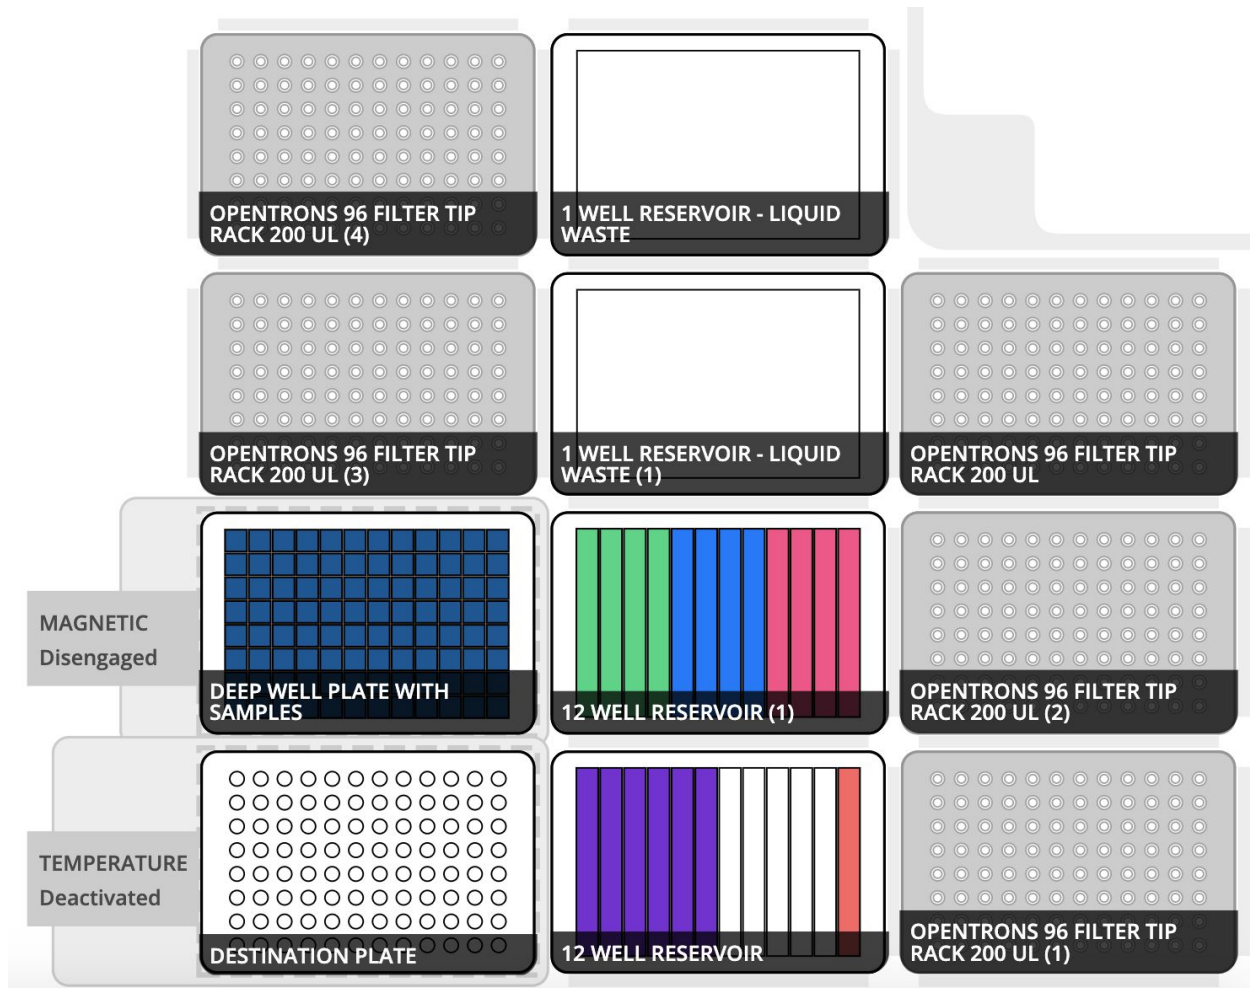 OPENTRONS 96 FILTER TIP
RACK 200 UL (4)
1 WELL RESERVOIR - LIQUID
WASTE
OPENTRONS 96 FILTER TIP
RACK 200 UL (3)
1 WELL RESERVOIR - LIQUID
WASTE (1)
OPENTRONS 96 FILTER TIP
RACK 200 UL
MAGNETIC
Disengaged
DEEP WELL PLATE WITH
SAMPLES
12 WELL RESERVOIR (1)
OPENTRONS 96 FILTER TIP
RACK 200 UL (2)
TEMPERATURE
Deactivated
DESTINATION PLATE
12 WELL RESERVOIR
OPENTRONS 96 FILTER TIP
RACK 200 UL (1)